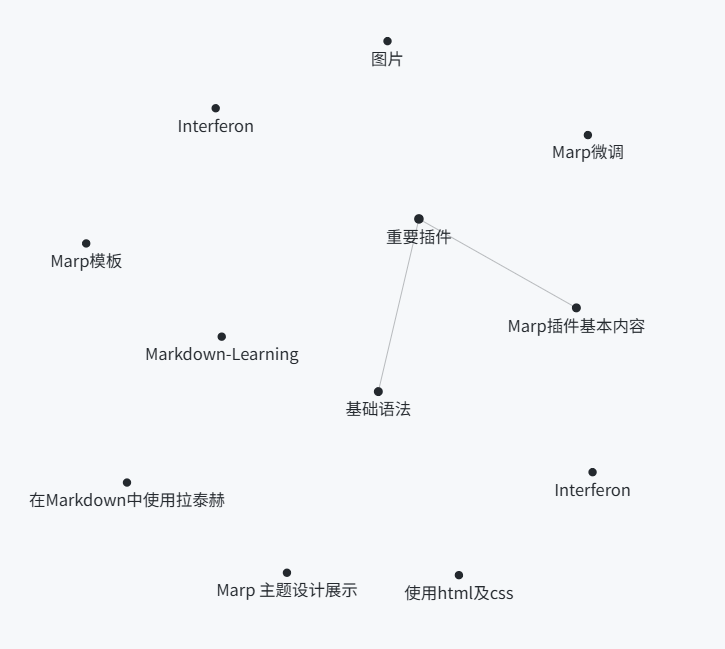 图片
Interferon
Marp微调
重要插件
Marp模板
Marp插件基本内容
Markdown-Learning
基础语法
Interferon
在Markdown中使用拉泰赫
Marp 主题设计展示
使用html及css